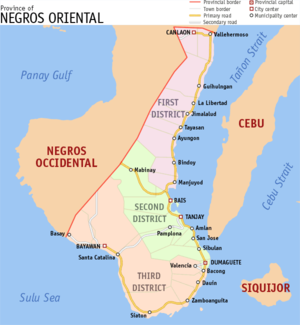 Province of
NEGROS ORIENTAL
Provincial border
Town border
Primary road
Secondary road
Provincial capital
City center
Municipality center
CANLAON
Vallehermoso
Panay Gulf
Tañon Strait
Guihulngan
FIRST
DISTRICT
La Libertad
Jimalalud
Tayasan
CEBU
Ayungon
NEGROS
OCCIDENTAL
Bindoy
Mabinay
Manjuyod
Cebu Strait
BAIS
SECOND
DISTRICT
TANJAY
Pamplona
Amlan
San Jose
Basay
BAYAWAN
Sibulan
Santa Catalina
Valencia
DUMAGUETE
Bacong
THIRD
DISTRICT
Dauin
SIQUIJOR
Sulu Sea
Zamboanguita
Siaton